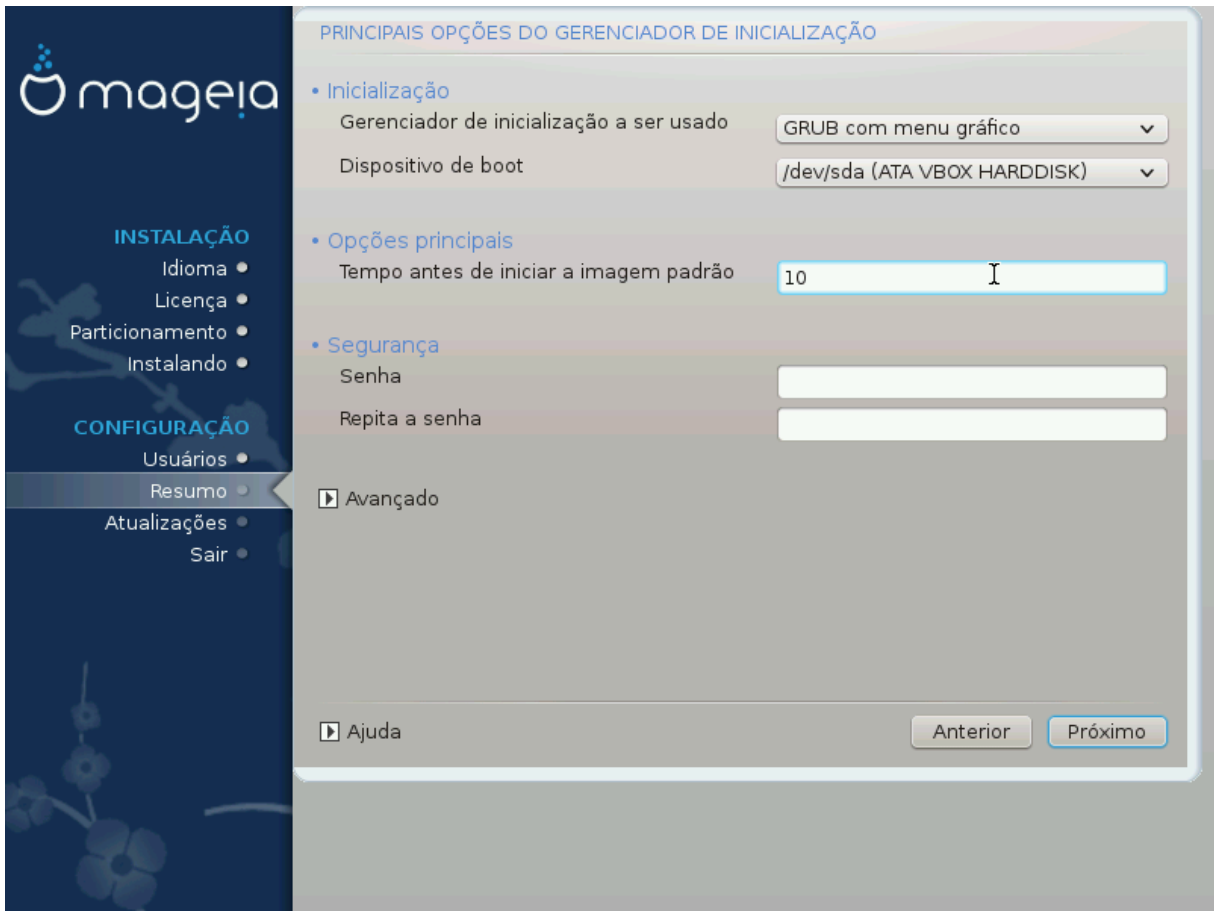 mageia
INSTALAÇÃO
Idioma
Licença
Particionamento
Instalando
CONFIGURAÇÃO
Usuários
Resumo
Atualizações
Sair
PRINCIPAIS OPÇÕES DO GERENCIADOR DE INICIALIZAÇÃO
• Inicialização
Gerenciador de inicialização a ser usado GRUB com menu gráfico
Dispositivo de boot /dev/sda (ATA VBOX HARDDISK)
• Opções principais
Tempo antes de iniciar a imagem padrão 10
• Segurança
Senha
Repita a senha
Avançado
Ajuda Anterior Próximo